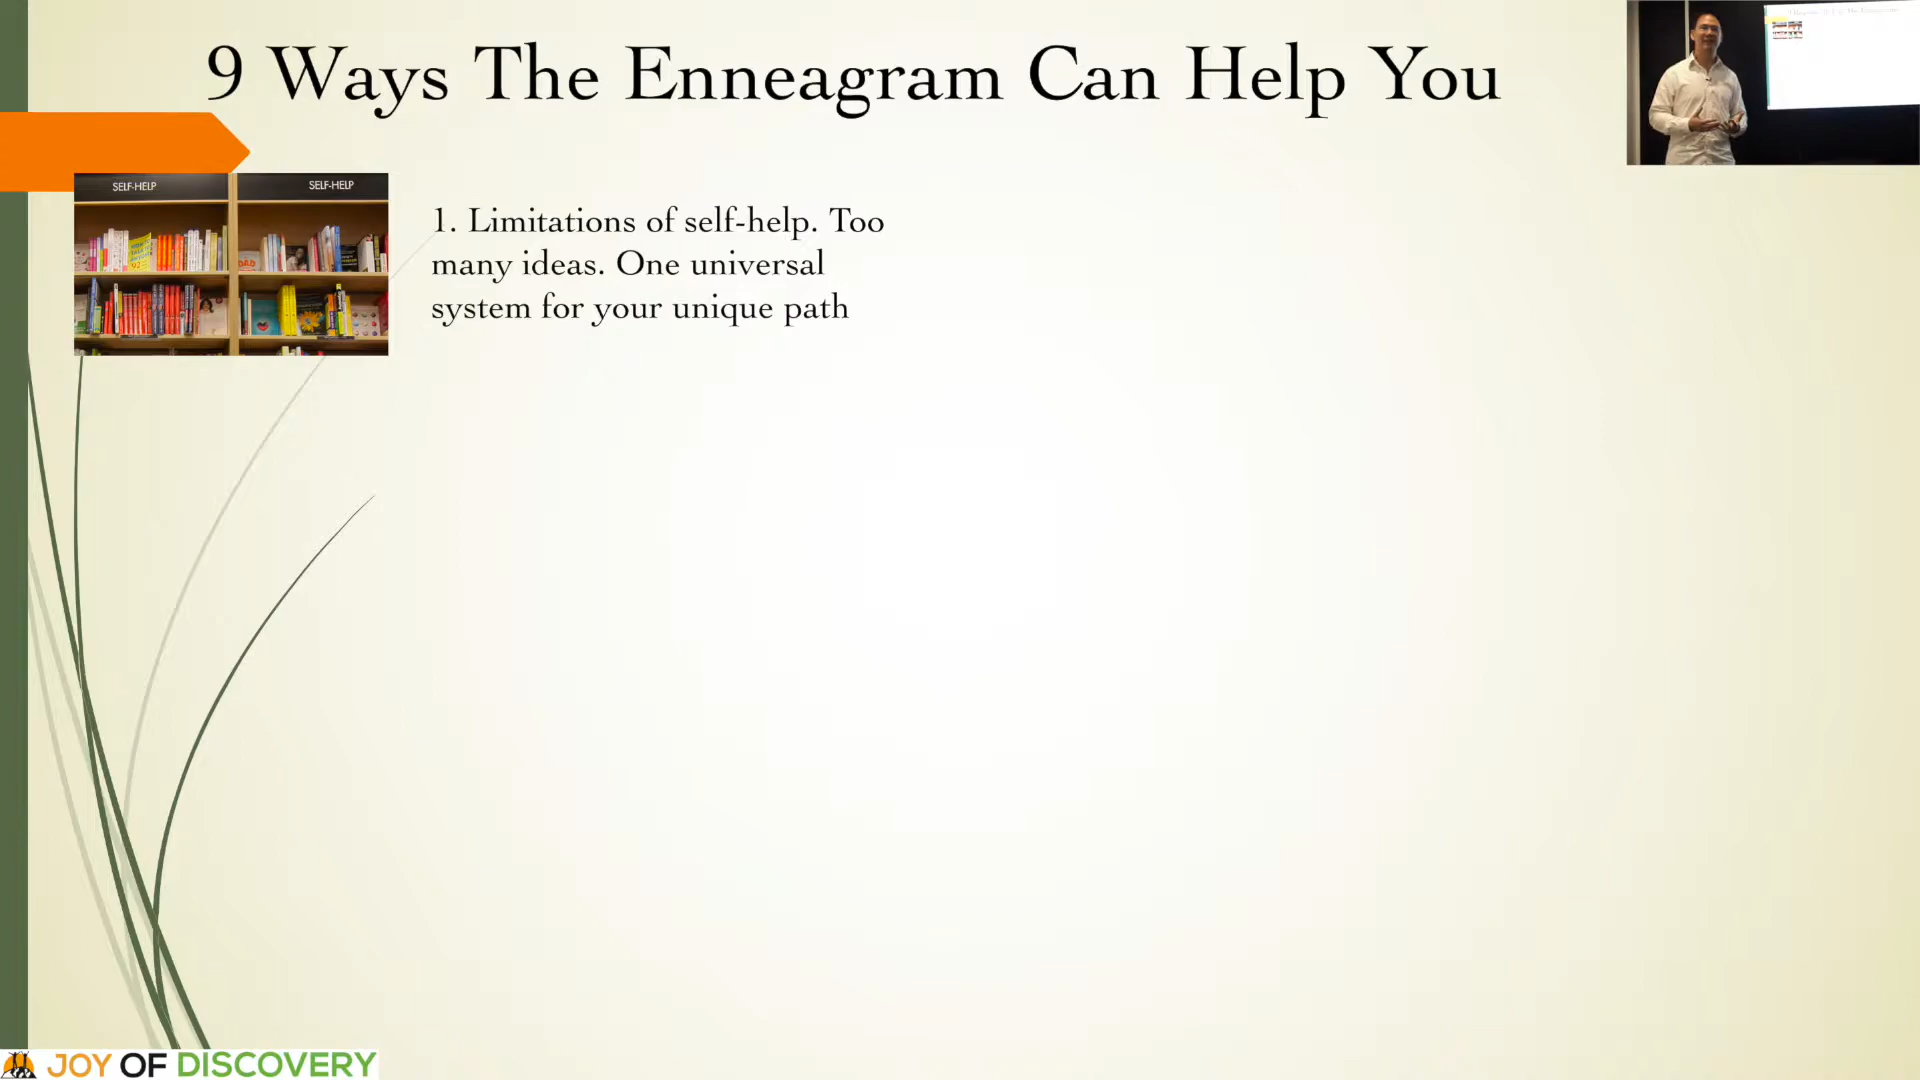 9 Ways The Enneagram Can Help You
SELF-HELP
SELF-HELP
1. Limitations of self-help. Too
many ideas. One universal
system for your unique path
JOY OF DISCOVERY